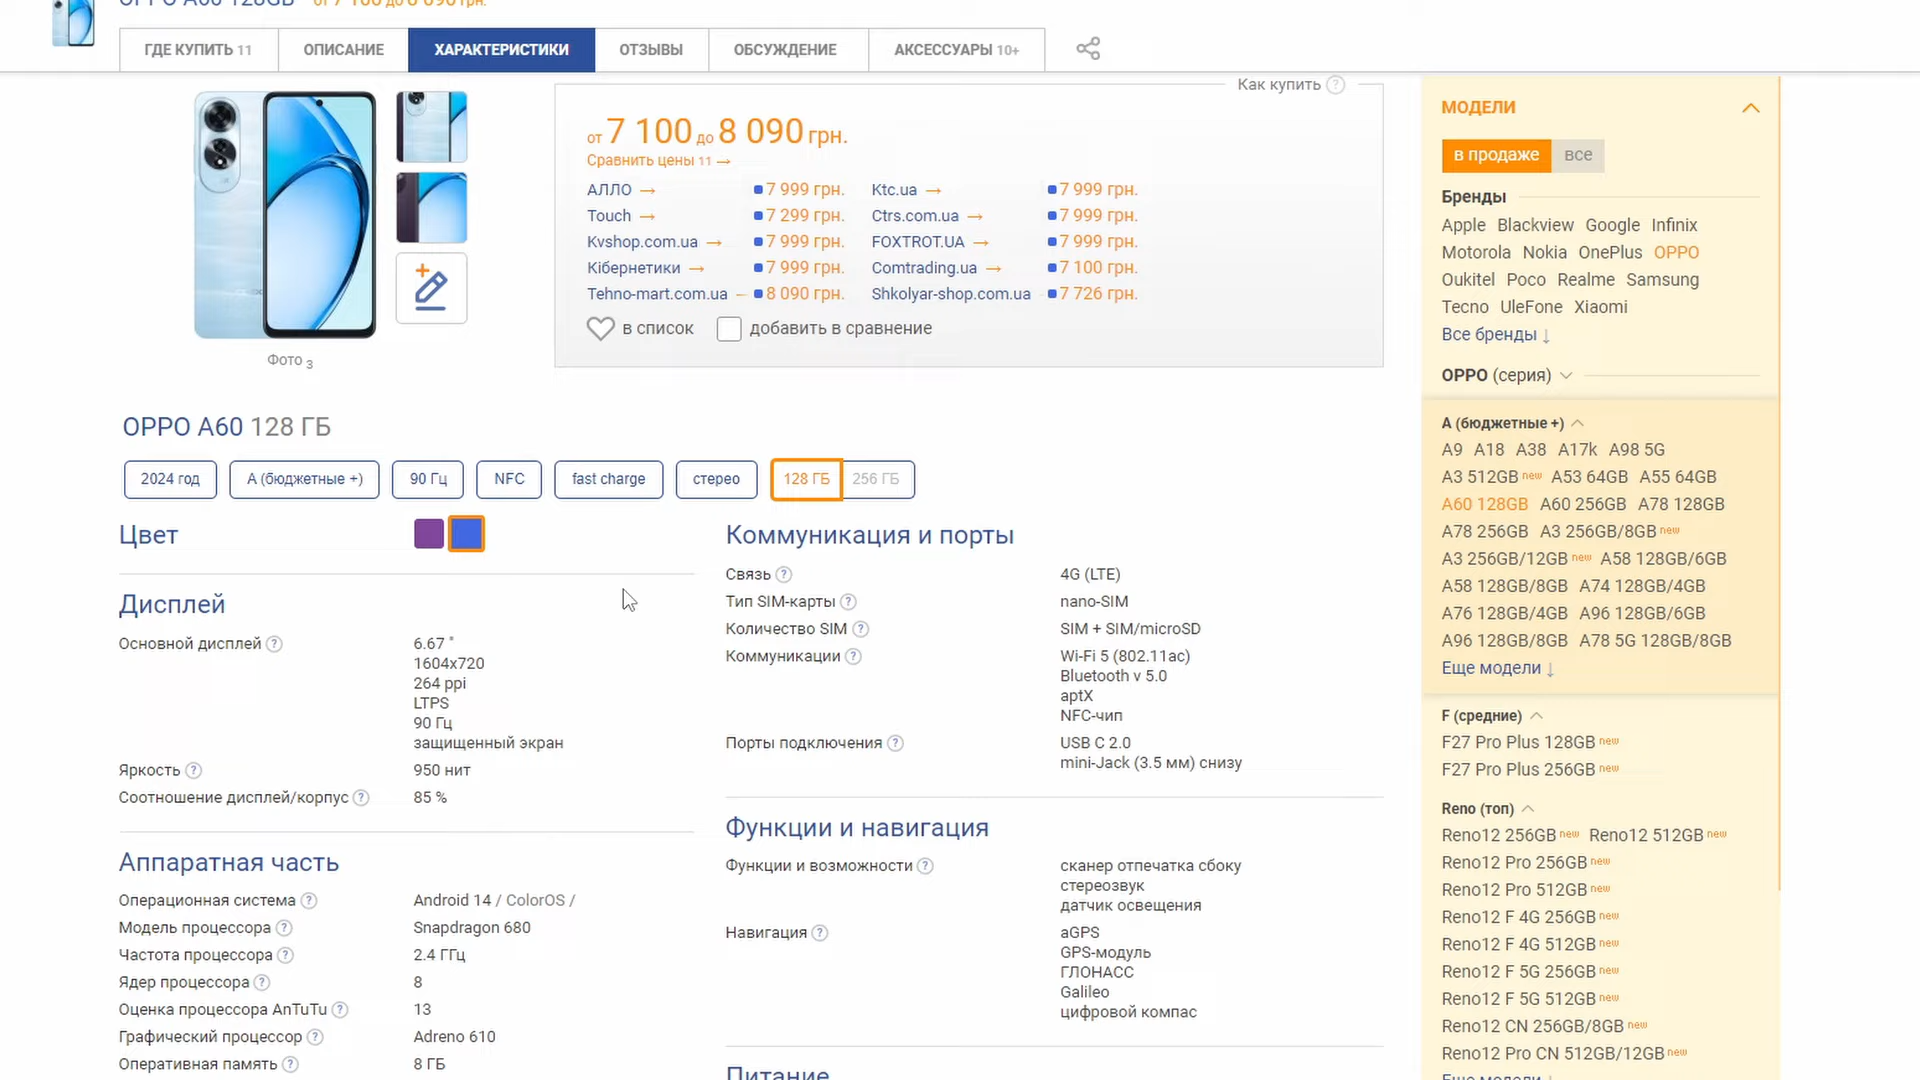 OPPO A60 128GB от 7 100 до 8 090 грн.
ГДЕ КУПИТЬ 11
ОПИСАНИЕ
ХАРАКТЕРИСТИКИ
ОТЗЫВЫ
ОБСУЖДЕНИЕ
АКСЕССУАРЫ 10+
Фото 3
Как купить ?
от 7 100 до 8 090 грн.
Сравнить цены 11 →
АЛЛО → 7 999 грн.
Ktc.ua → 7 999 грн.
Touch → 7 299 грн.
Ctrs.com.ua → 7 999 грн.
Kvshop.com.ua → 7 999 грн.
FOXTROT.UA → 7 999 грн.
Кібернетики → 7 999 грн.
Comtrading.ua → 7 100 грн.
Tehno-mart.com.ua 8 090 грн.
Shkolyar-shop.com.ua 7 726 грн.
в список
добавить в сравнение
OPPO A60 128 ГБ
2024 год
A (бюджетные +)
90 Гц
NFC
fast charge
стерео
128 ГБ
256 ГБ
Цвет
Дисплей
Основной дисплей ? 6.67 "
1604x720
264 ppi
LTPS
90 Гц
защищенный экран
Яркость ? 950 нит
Соотношение дисплей/корпус ? 85 %
Аппаратная часть
Операционная система ? Android 14 / ColorOS /
Модель процессора ? Snapdragon 680
Частота процессора ? 2.4 ГГц
Ядер процессора ? 8
Оценка процессора AnTuTu ? 13
Графический процессор ? Adreno 610
Оперативная память ? 8 ГБ
Коммуникация и порты
Связь ? 4G (LTE)
Тип SIM-карты ? nano-SIM
Количество SIM ? SIM + SIM/microSD
Коммуникации ? Wi-Fi 5 (802.11ac)
Bluetooth v 5.0
aptX
NFC-чип
Порты подключения ? USB C 2.0
mini-Jack (3.5 мм) снизу
Функции и навигация
Функции и возможности ? сканер отпечатка сбоку
стереозвук
датчик освещения
Навигация ? aGPS
GPS-модуль
ГЛОНАСС
Galileo
цифровой компас
Питание
МОДЕЛИ
в продаже
все
Бренды
Apple Blackview Google Infinix
Motorola Nokia OnePlus OPPO
Oukitel Poco Realme Samsung
Tecno UleFone Xiaomi
Все бренды ↓
OPPO (серия)
A (бюджетные +)
A9 A18 A38 A17k A98 5G
A3 512GB new A53 64GB A55 64GB
A60 128GB A60 256GB A78 128GB
A78 256GB A3 256GB/8GB new
A3 256GB/12GB new A58 128GB/6GB
A58 128GB/8GB A74 128GB/4GB
A76 128GB/4GB A96 128GB/6GB
A96 128GB/8GB A78 5G 128GB/8GB
Еще модели ↓
F (средние)
F27 Pro Plus 128GB new
F27 Pro Plus 256GB new
Reno (топ)
Reno12 256GB new Reno12 512GB new
Reno12 Pro 256GB new
Reno12 Pro 512GB new
Reno12 F 4G 256GB new
Reno12 F 4G 512GB new
Reno12 F 5G 256GB new
Reno12 F 5G 512GB new
Reno12 CN 256GB/8GB new
Reno12 Pro CN 512GB/12GB new
Еще модели ↓